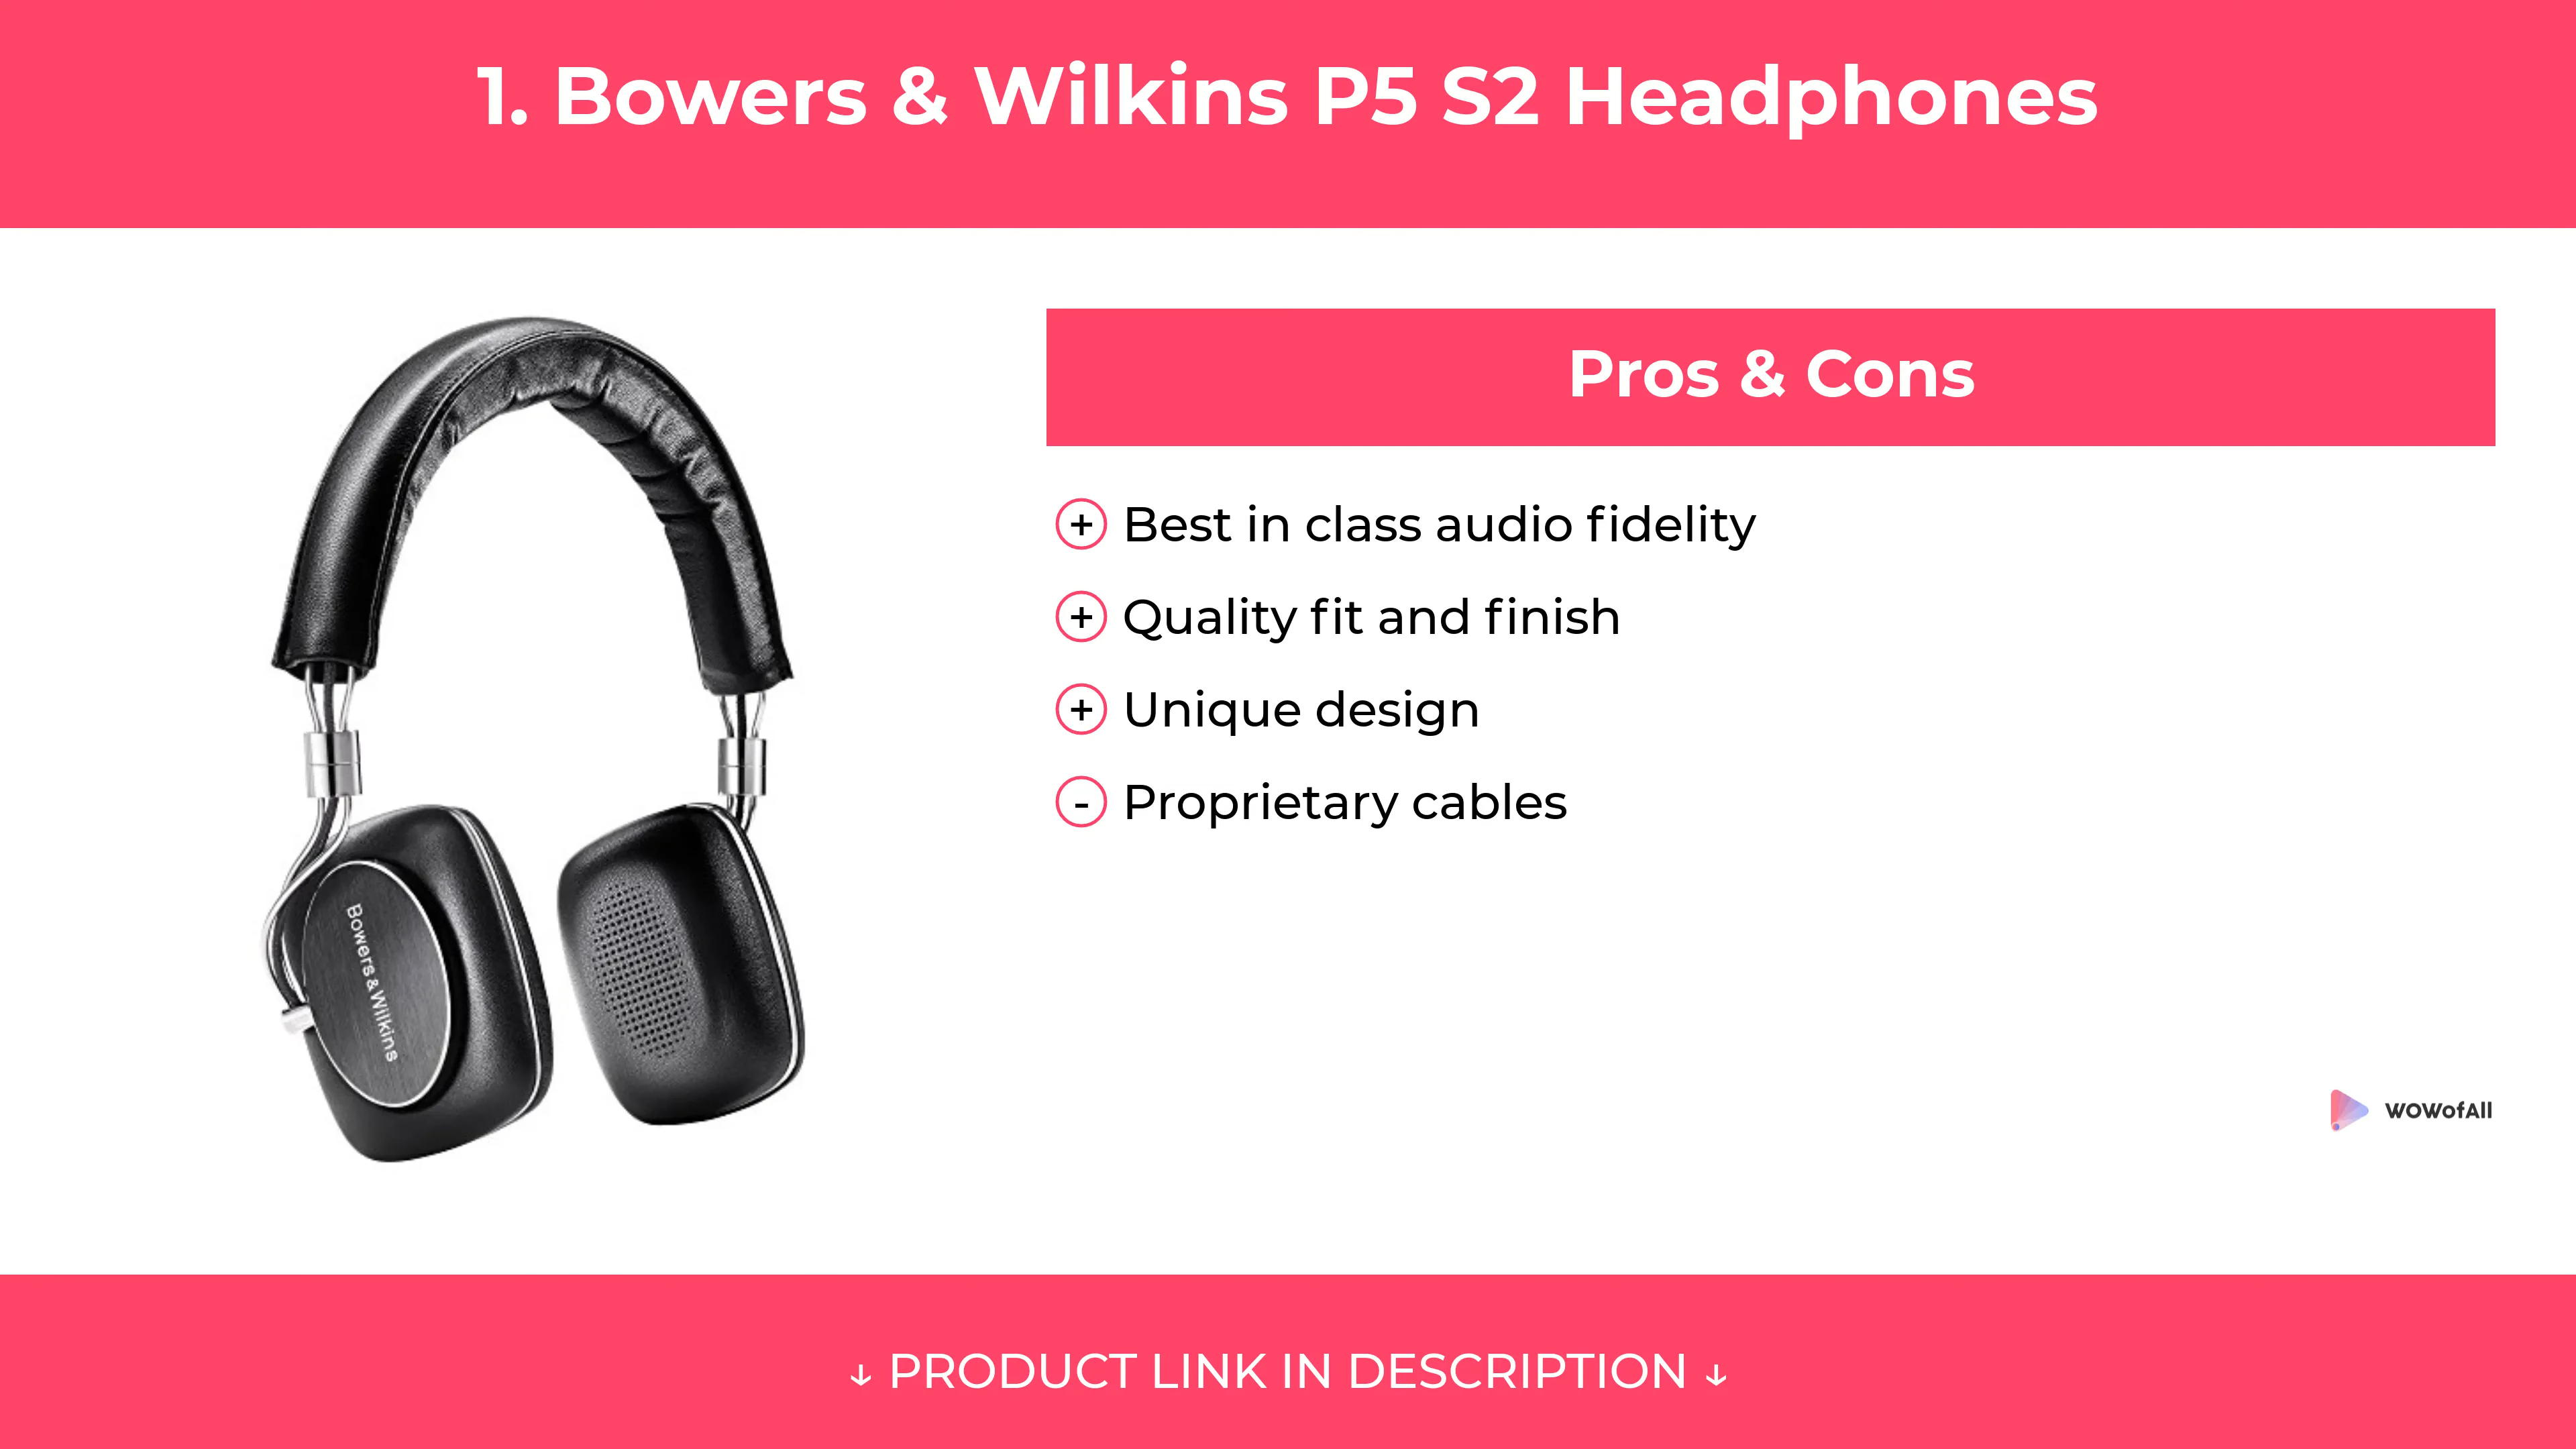 1. Bowers & Wilkins P5 S2 Headphones
Bowers & Wilkins
Pros & Cons
+ Best in class audio fidelity
+ Quality fit and finish
+ Unique design
- Proprietary cables
WOWofAll
↓ PRODUCT LINK IN DESCRIPTION ↓